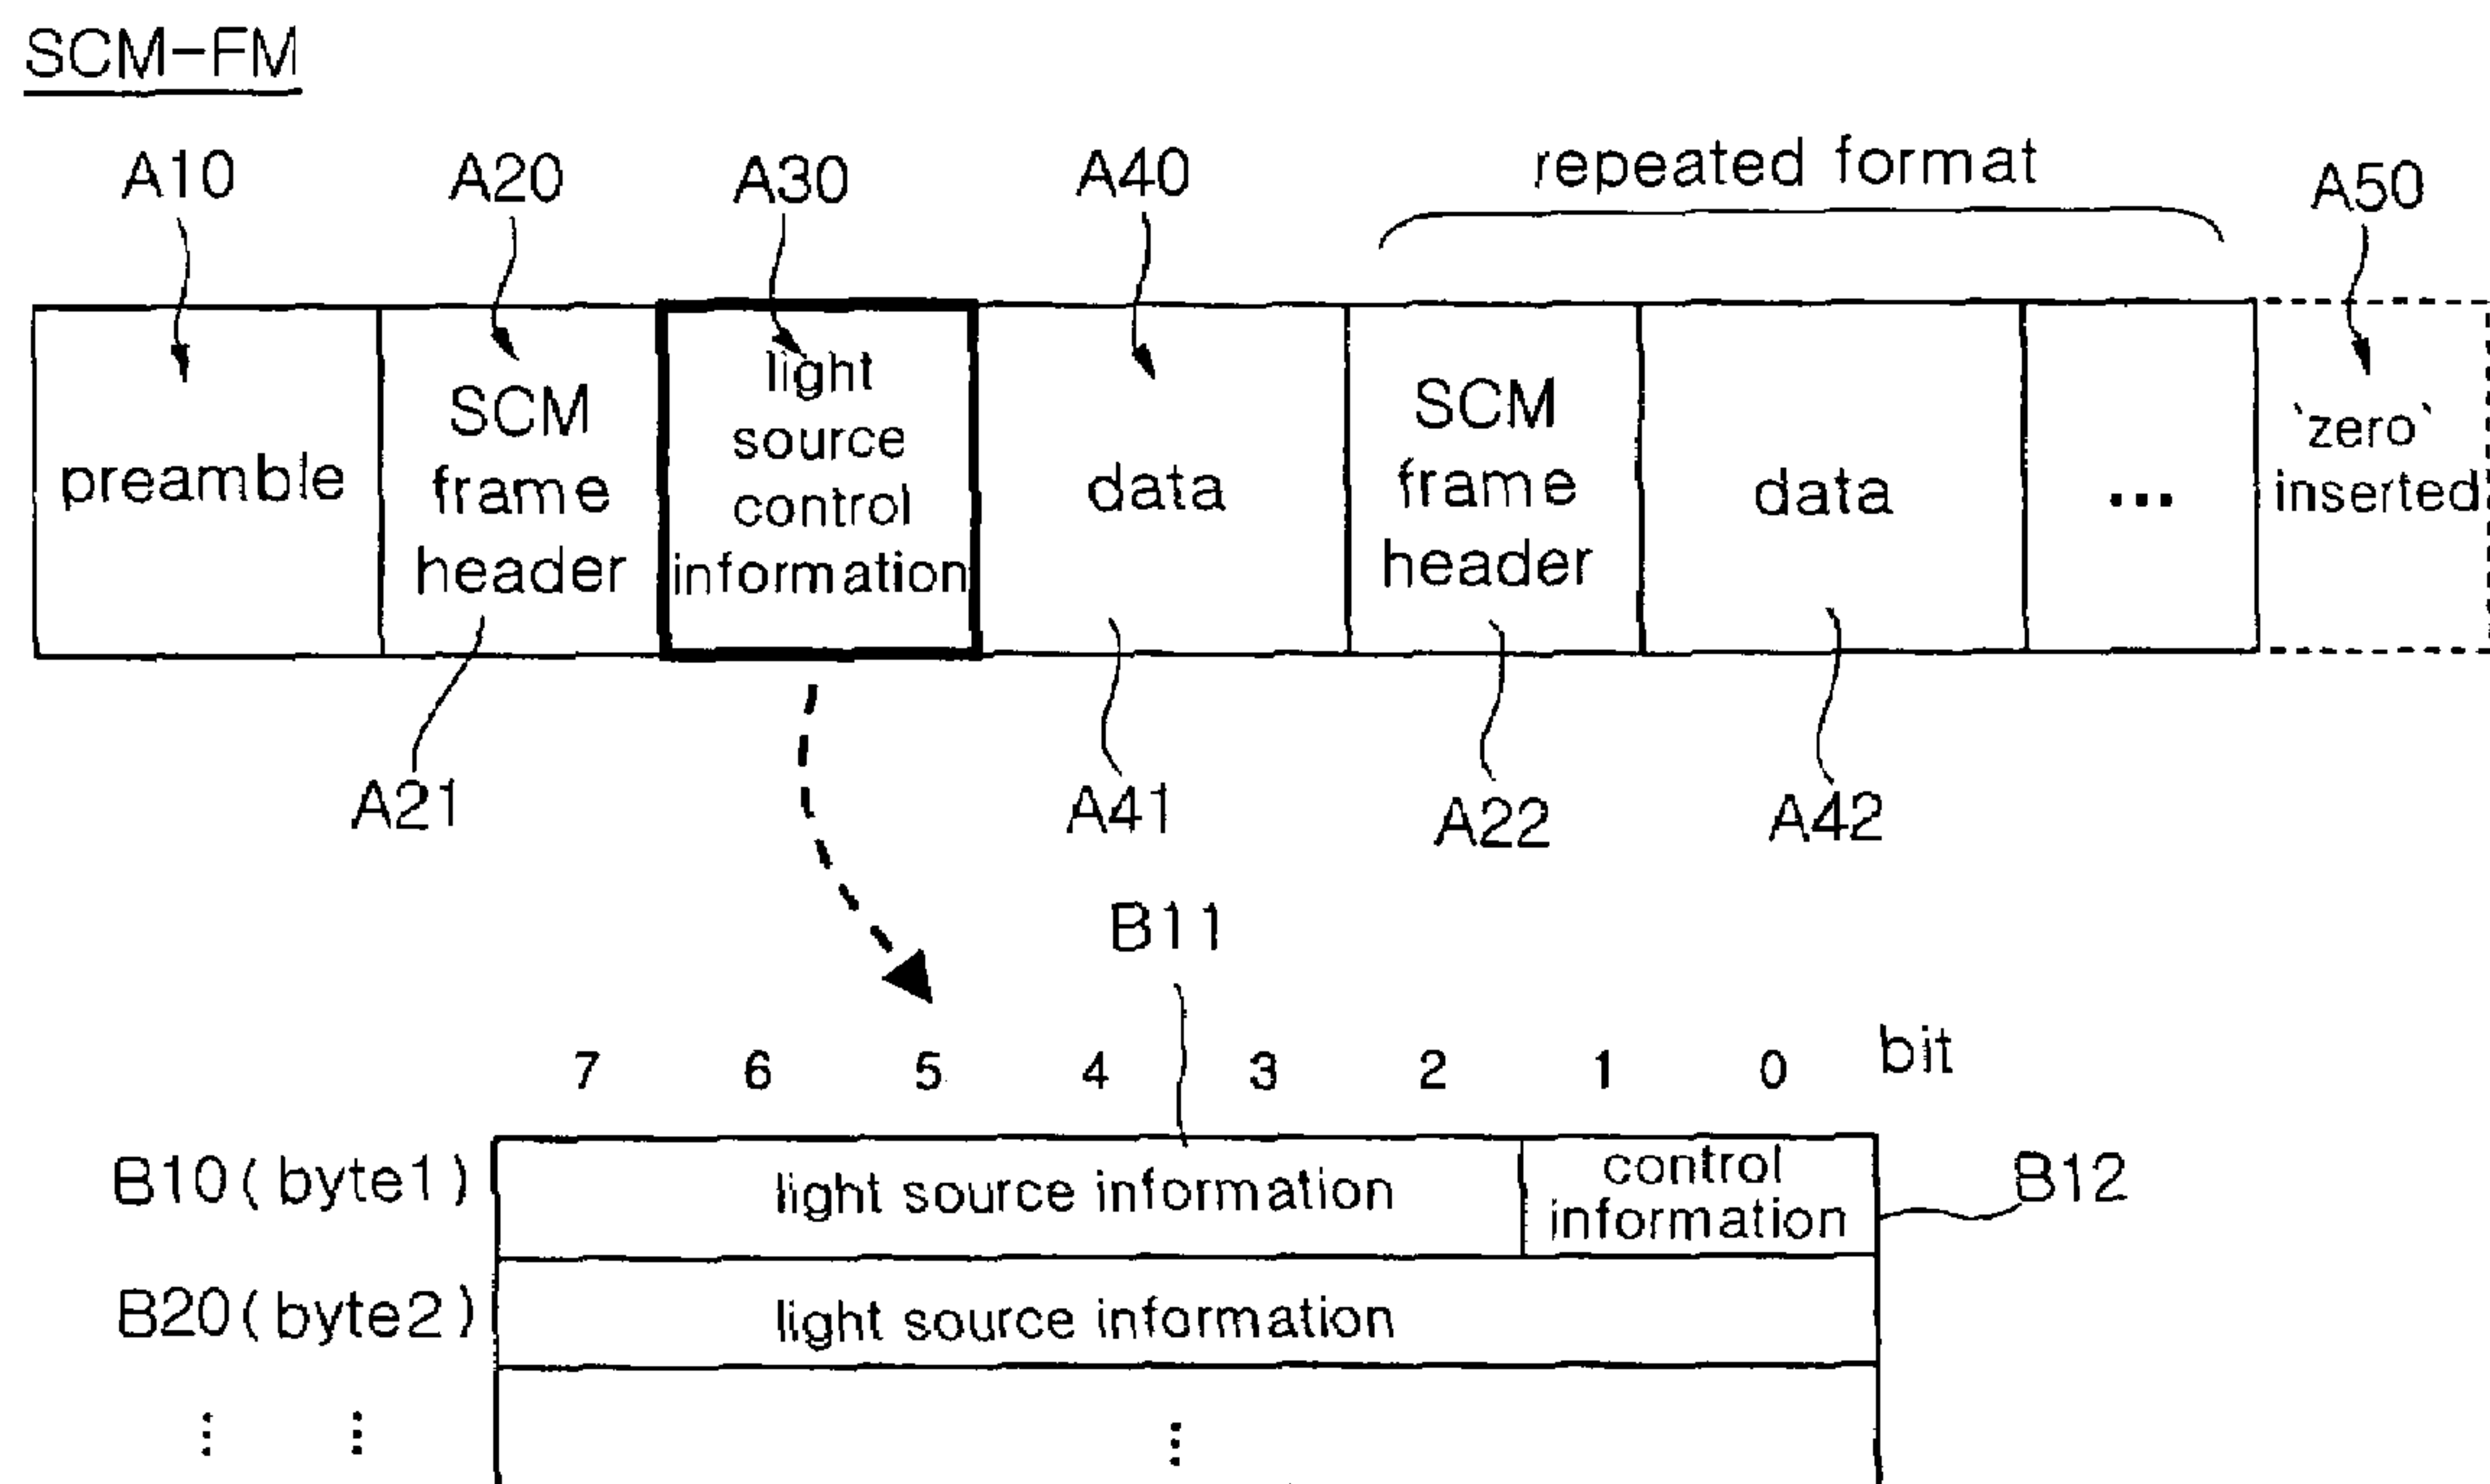 SCM-FM
A10 A20 A30 A40 repeated format A50
preamble
SCM
frame
header
light
source
control
information
data
SCM
frame
header
data
...
`zero`
inserted
A21 A41 A22 A42
B11
7 6 5 4 3 2 1 0 bit
B10(byte1) light source information control
information B12
B20(byte2) light source information
⋮ ⋮ ⋮